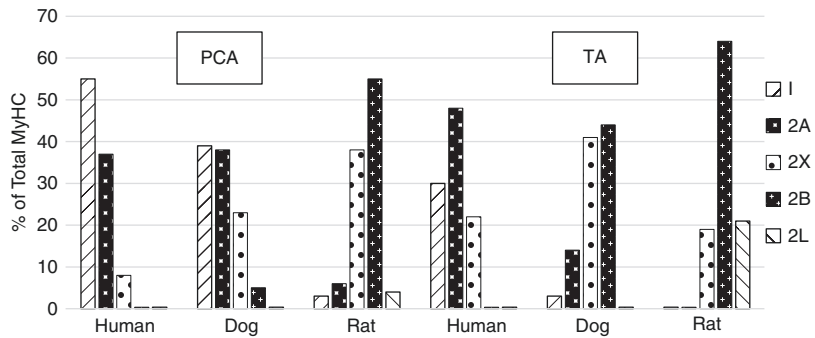 70
60
50
40
30
20
10
0
% of Total MyHC
PCA
TA
I
2A
2X
2B
2L
Human
Dog
Rat
Human
Dog
Rat